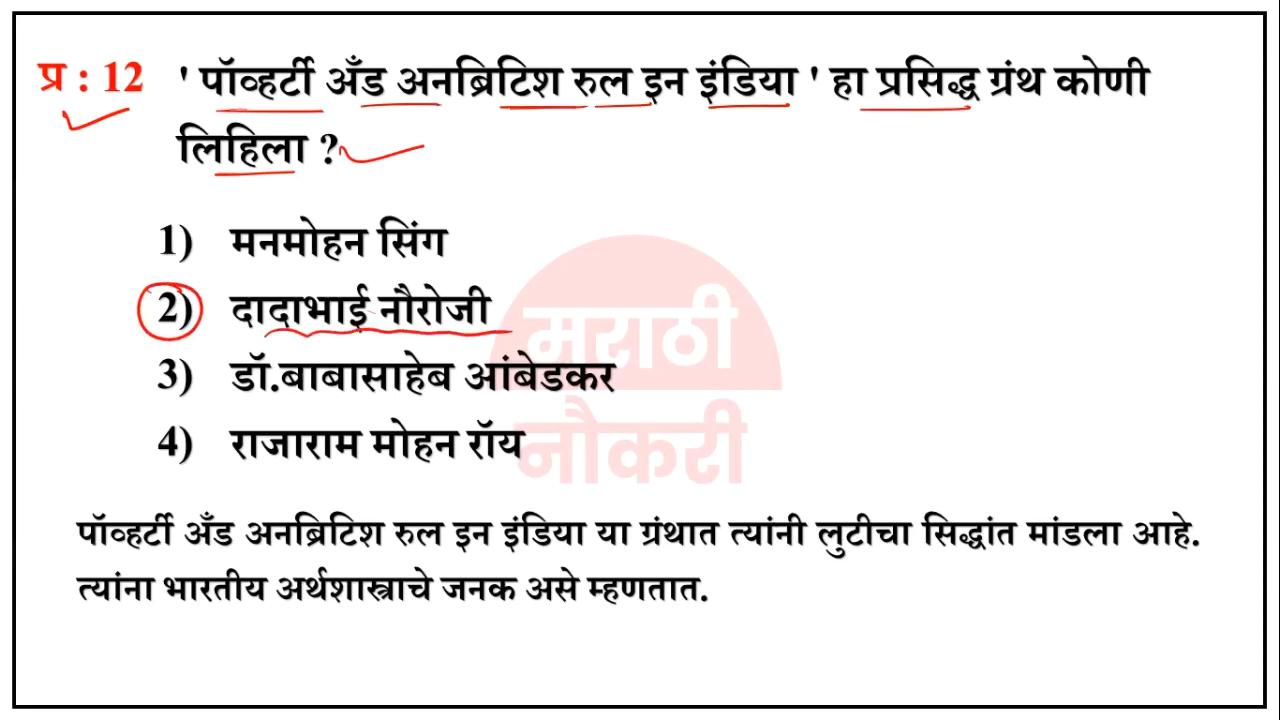 प्र : 12 ' पॉव्हर्टी अँड अनब्रिटिश रुल इन इंडिया ' हा प्रसिद्ध ग्रंथ कोणी
लिहिला ?
1) मनमोहन सिंग
2) दादाभाई नौरोजी
3) डॉ.बाबासाहेब आंबेडकर
4) राजाराम मोहन रॉय
मराठी
नौकरी
पॉव्हर्टी अँड अनब्रिटिश रुल इन इंडिया या ग्रंथात त्यांनी लुटीचा सिद्धांत मांडला आहे.
त्यांना भारतीय अर्थशास्त्राचे जनक असे म्हणतात.